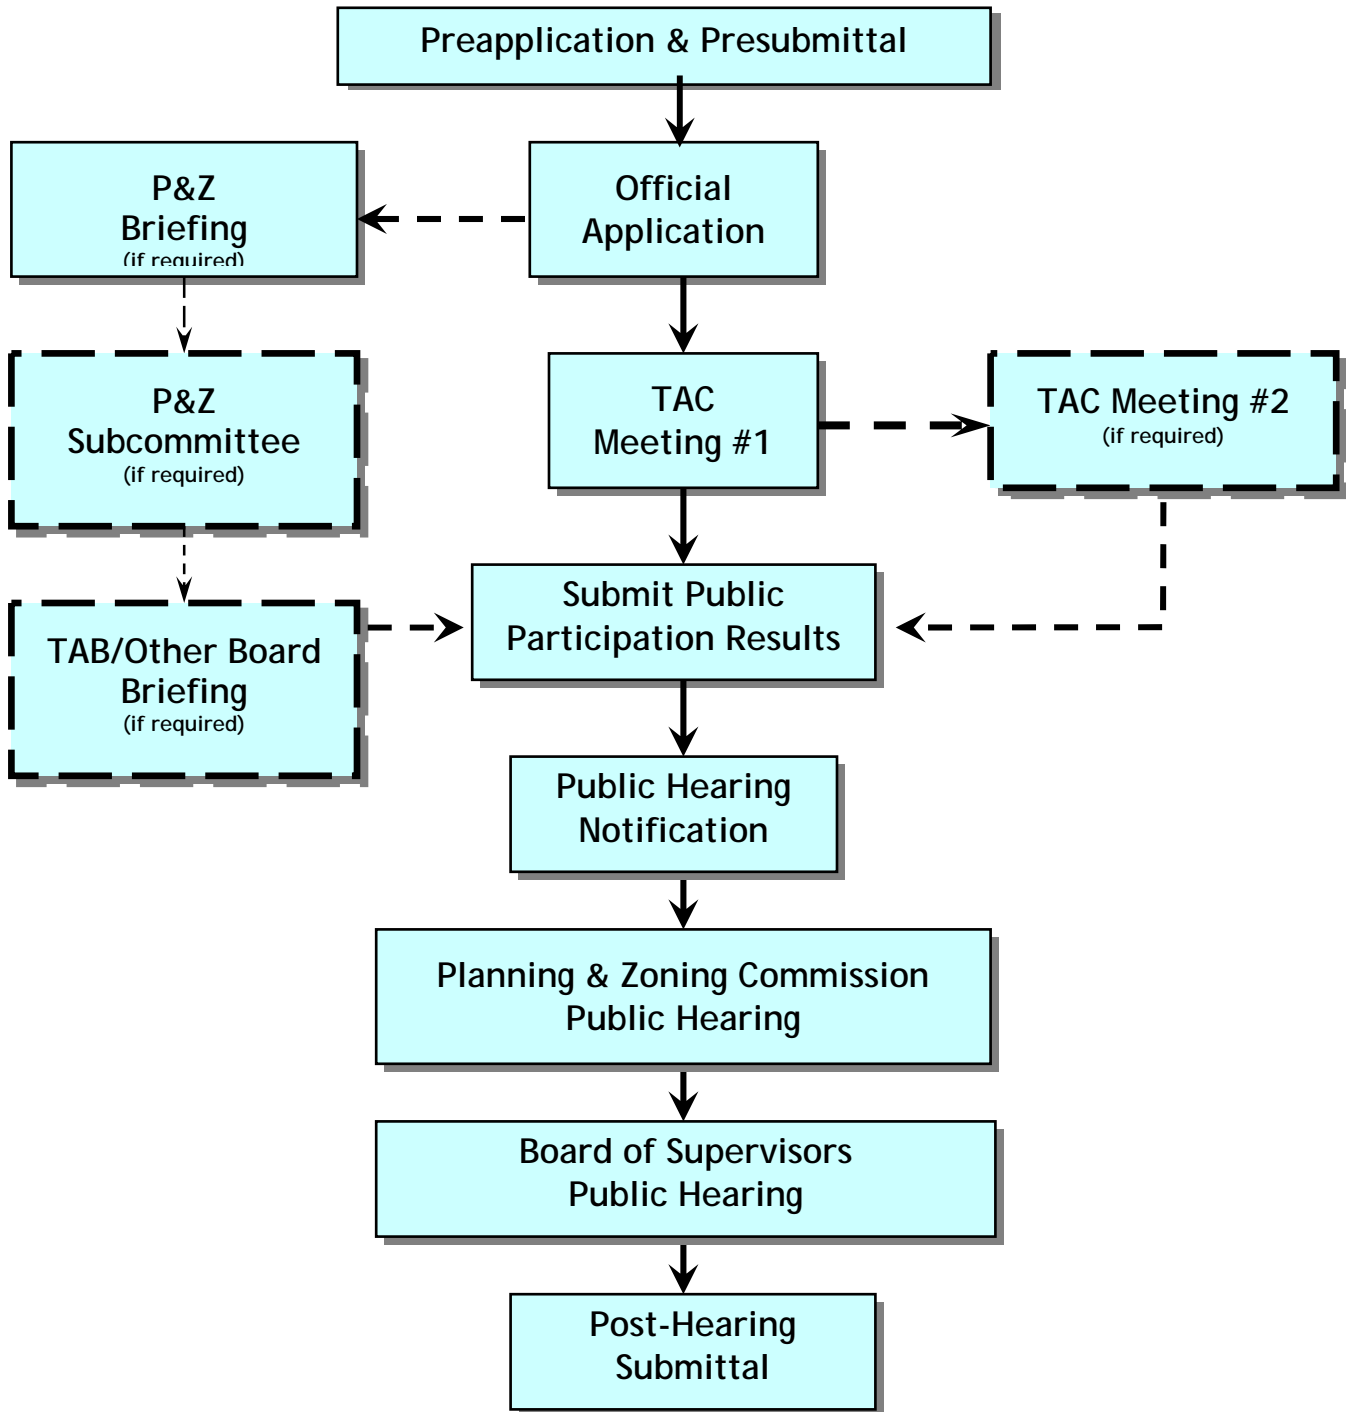 Preapplication & Presubmittal
P&Z
Briefing
(if required)
Official
Application
P&Z
Subcommittee
(if required)
TAC
Meeting #1
TAC Meeting #2
(if required)
Submit Public
Participation Results
TAB/Other Board
Briefing
(if required)
Public Hearing
Notification
Planning & Zoning Commission
Public Hearing
Board of Supervisors
Public Hearing
Post-Hearing
Submittal